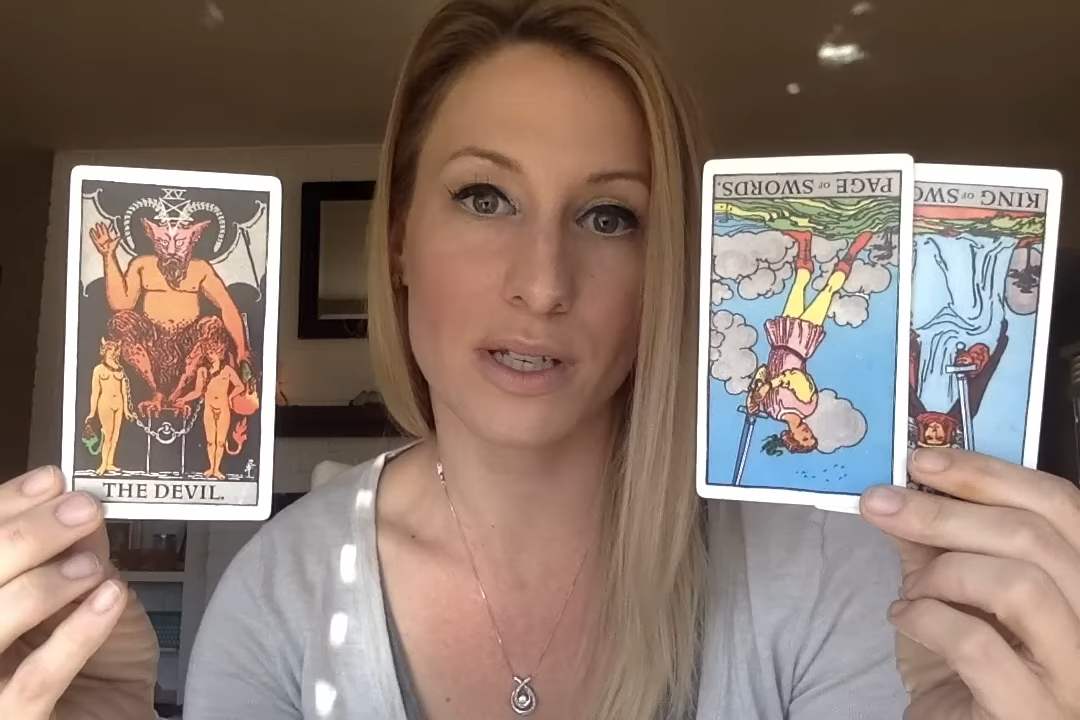 XV
THE DEVIL.
PAGE OF SWORDS.
KING OF SWO